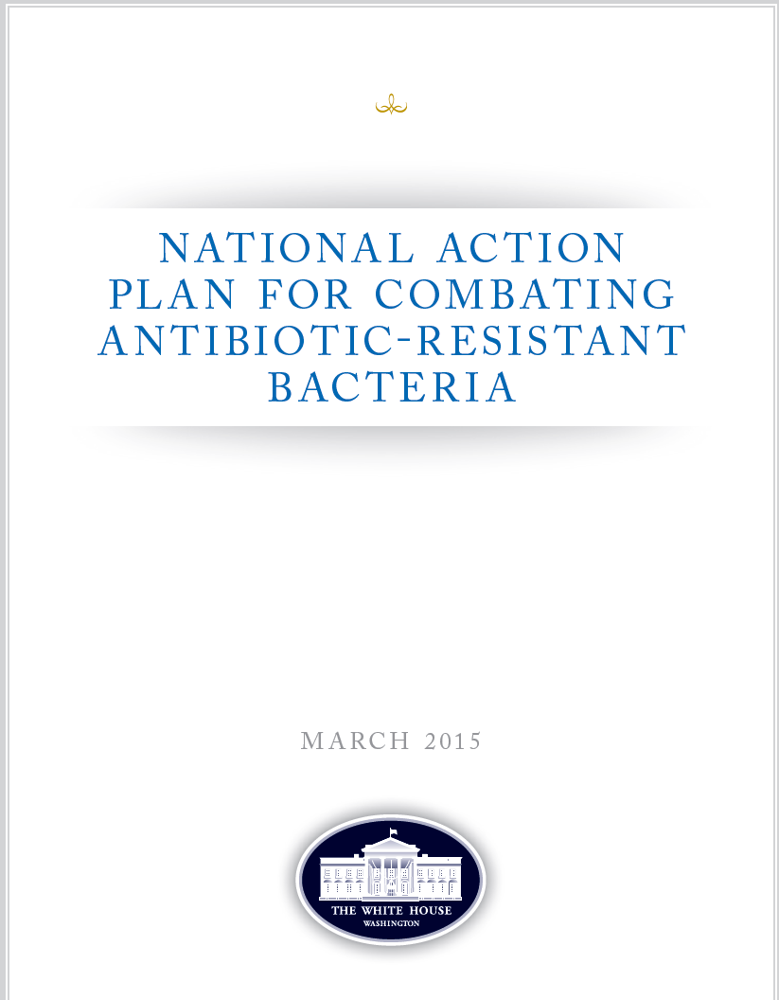 NATIONAL ACTION
PLAN FOR COMBATING
ANTIBIOTIC-RESISTANT
BACTERIA
MARCH 2015
THE WHITE HOUSE
WASHINGTON